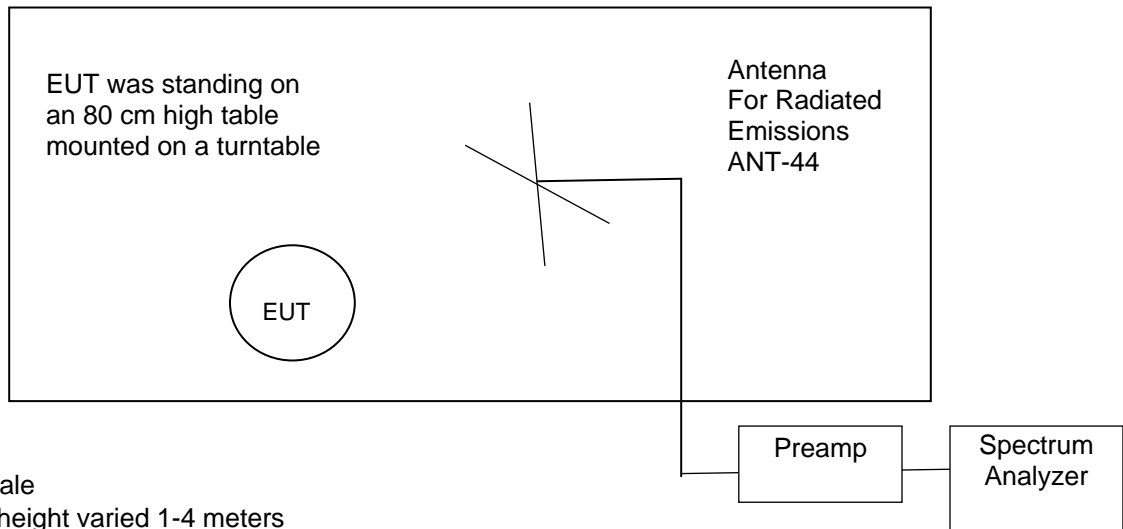 EUT was standing on
an 80 cm high table
mounted on a turntable
Antenna
For Radiated
Emissions
ANT-44
EUT
Preamp
Spectrum
Analyzer
ale
height varied 1-4 meters